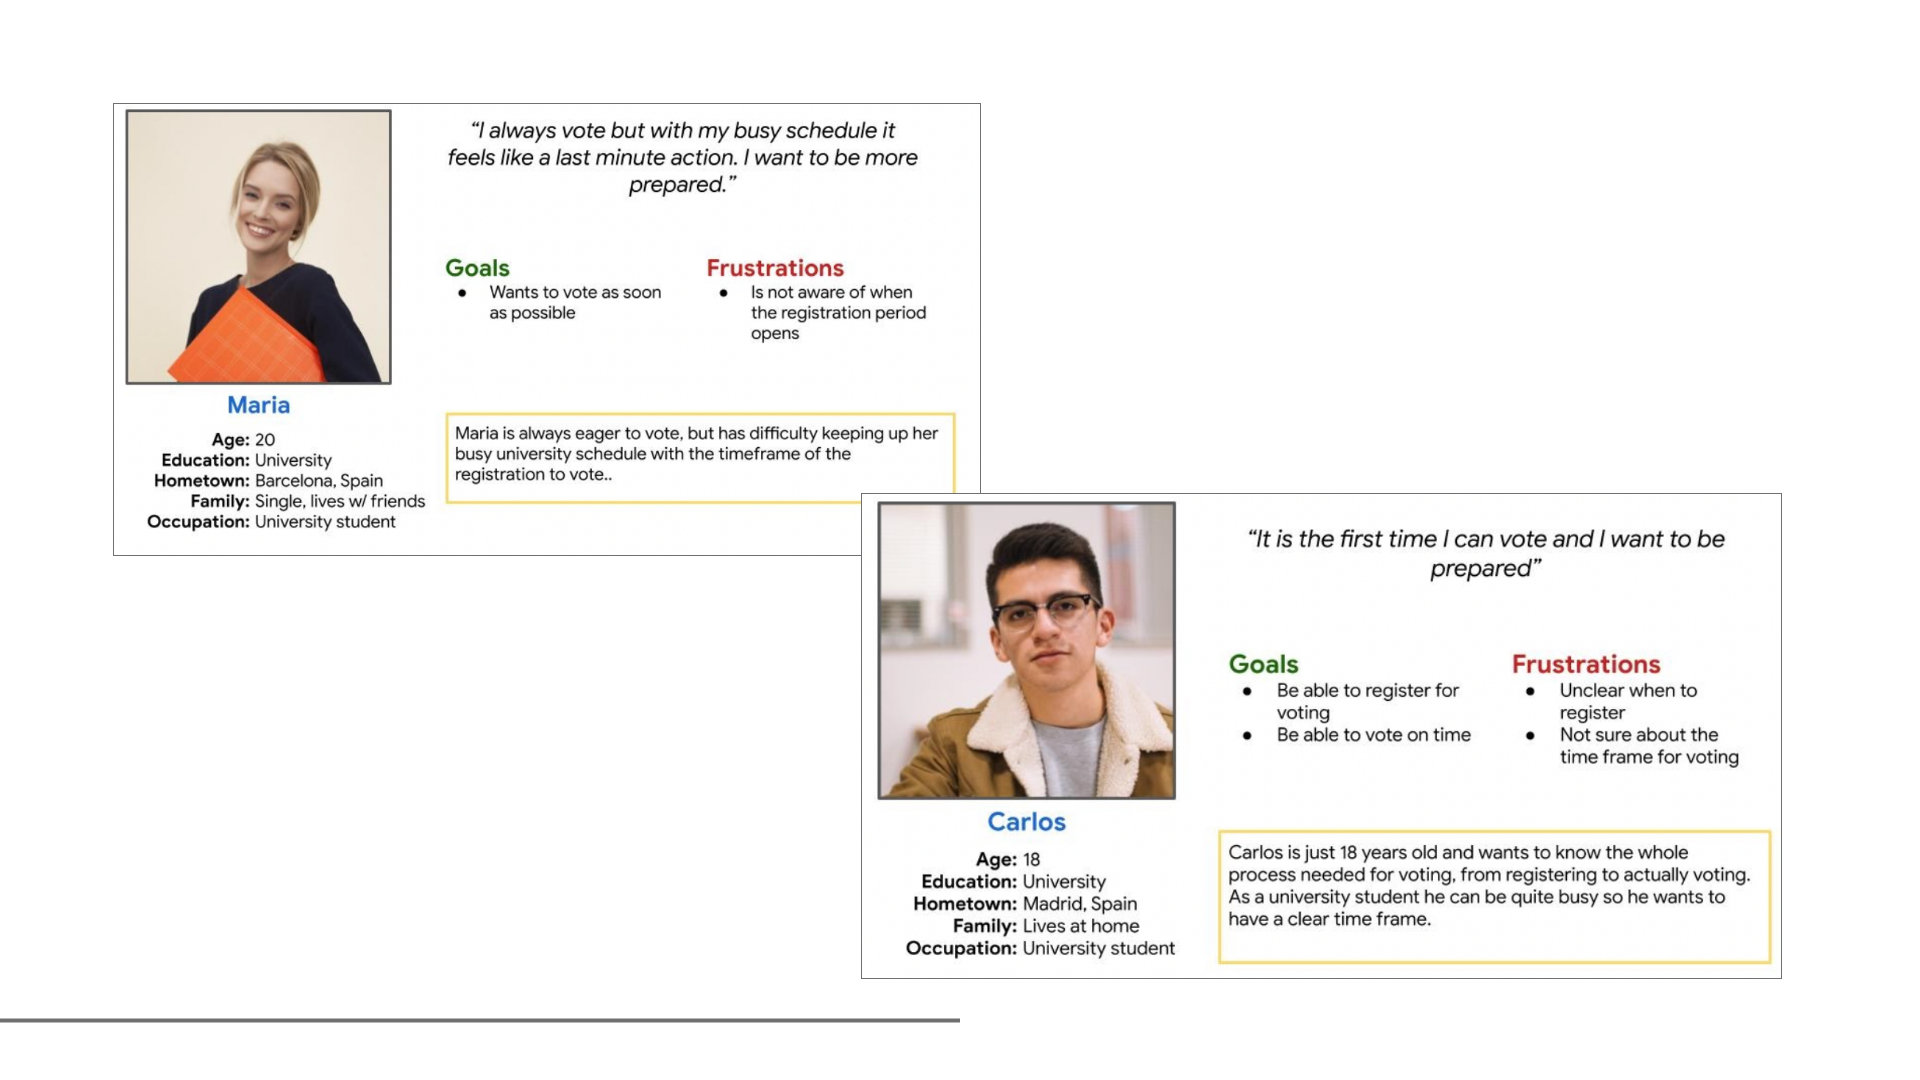 “I always vote but with my busy schedule it
feels like a last minute action. I want to be more
prepared.”
Goals
● Wants to vote as soon
as possible
Frustrations
● Is not aware of when
the registration period
opens
Maria
Age: 20
Education: University
Hometown: Barcelona, Spain
Family: Single, lives w/ friends
Occupation: University student
Maria is always eager to vote, but has difficulty keeping up her
busy university schedule with the timeframe of the
registration to vote..
“It is the first time I can vote and I want to be
prepared”
Goals
● Be able to register for
voting
● Be able to vote on time
Frustrations
● Unclear when to
register
● Not sure about the
time frame for voting
Carlos
Age: 18
Education: University
Hometown: Madrid, Spain
Family: Lives at home
Occupation: University student
Carlos is just 18 years old and wants to know the whole
process needed for voting, from registering to actually voting.
As a university student he can be quite busy so he wants to
have a clear time frame.